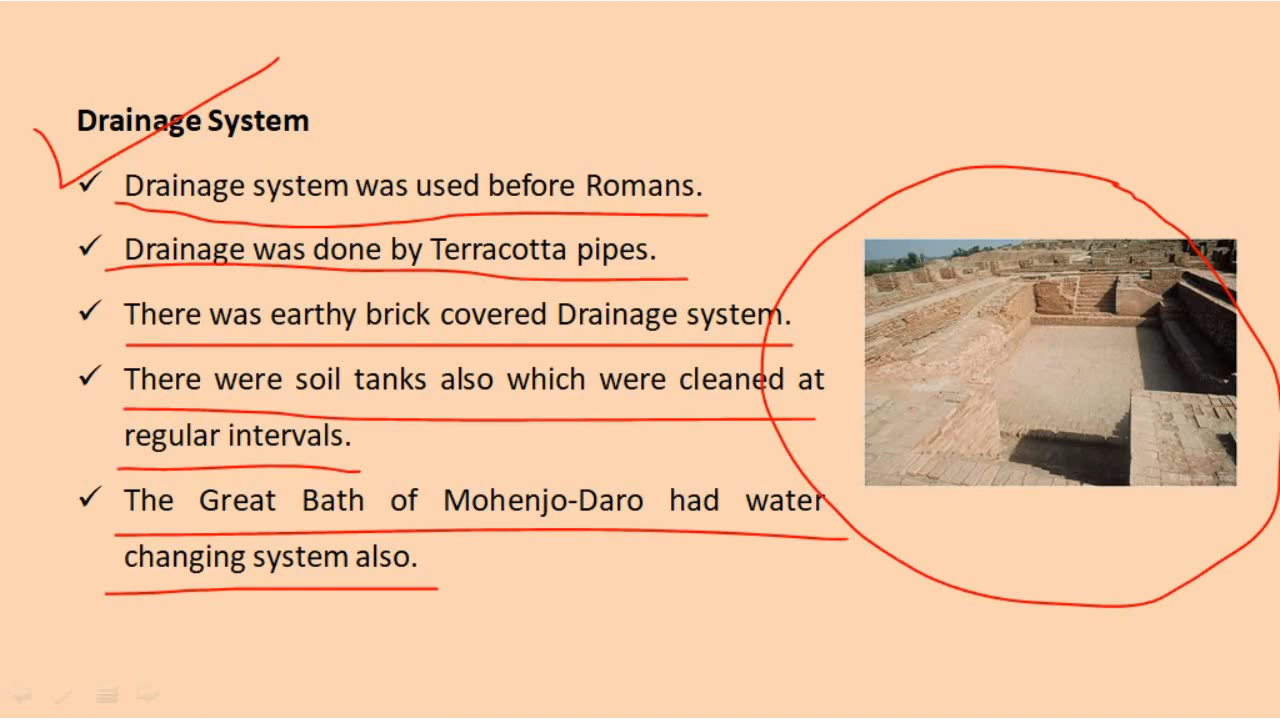 Drainage System
Drainage system was used before Romans.
Drainage was done by Terracotta pipes.
There was earthy brick covered Drainage system.
There were soil tanks also which were cleaned at
regular intervals.
The Great Bath of Mohenjo-Daro had water
changing system also.